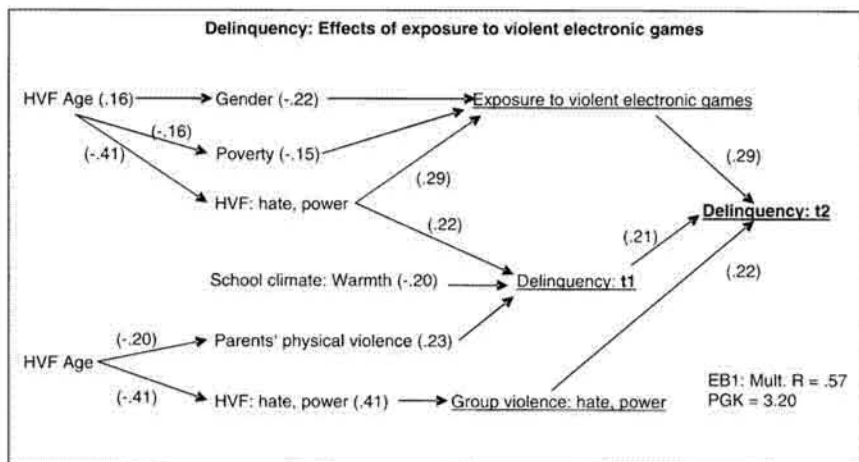 Delinquency: Effects of exposure to violent electronic games
HVF Age (.16) Gender (-.22) Exposure to violent electronic games
(-.16)
(-.41) Poverty (-.15) (.29)
(.29)
HVF: hate, power Delinquency: t2
(.22) (.21)
(.22)
School climate: Warmth (-.20) Delinquency: t1
(-.20) Parents' physical violence (.23)
HVF Age
(-.41) HVF: hate, power (.41) Group violence: hate, power
EB1: Mult. R = .57
PGK = 3.20